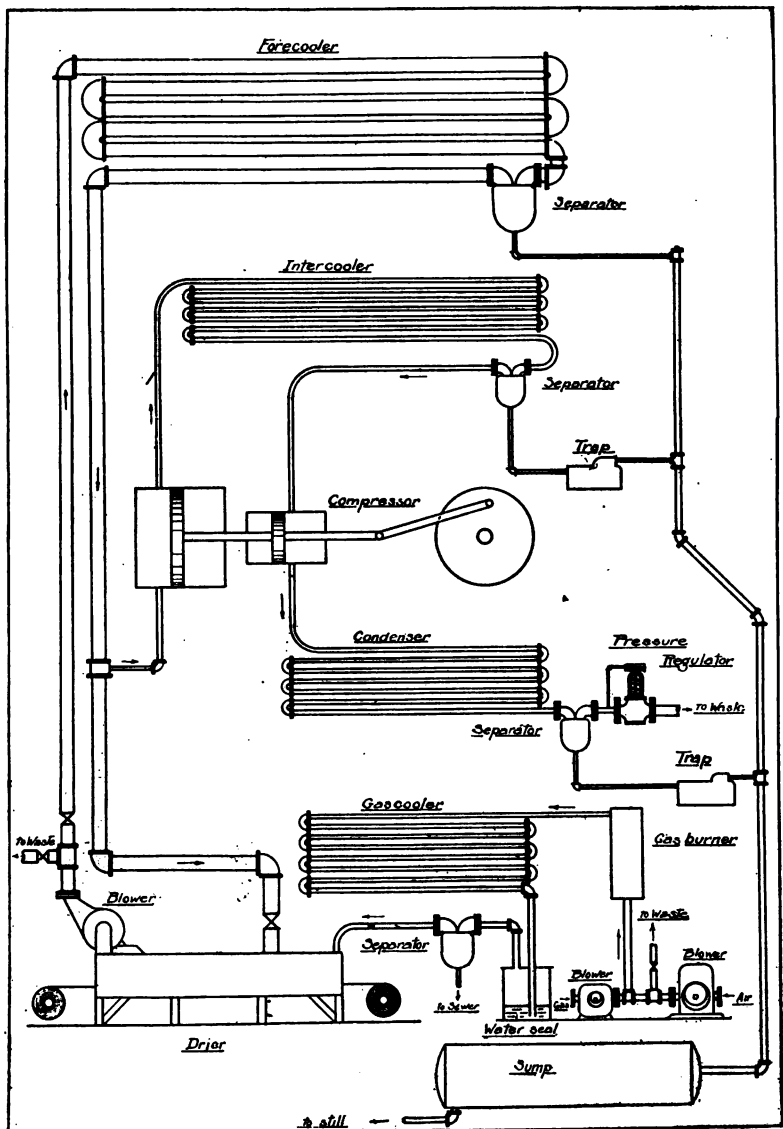 Forecooler
Separator
Intercooler
Separator
Trap
Compressor
Condenser
Pressure
Regulator
To Waste
Separator
Trap
Gascooler
Gas burner
To Waste
Blower
To Waste
Separator
Blower
Blower
Gas
Air
To Sewer
Water seal
Drier
Sump
To still